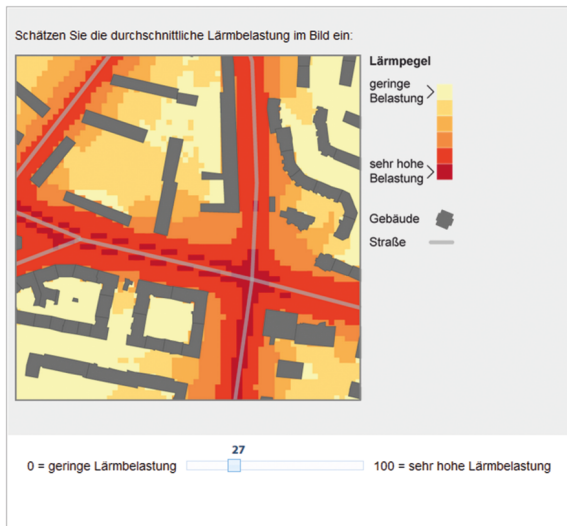 Schätzen Sie die durchschnittliche Lärmbelastung im Bild ein:
Lärmpegel
geringe
Belastung
sehr hohe
Belastung
Gebäude
Straße
27
0 = geringe Lärmbelastung
100 = sehr hohe Lärmbelastung